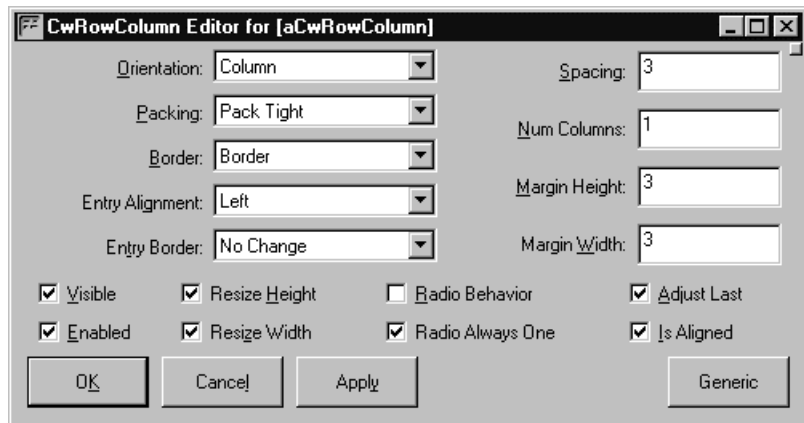 CwRowColumn Editor for [aCwRowColumn]
Orientation: Column
Spacing: 3
Packing: Pack Tight
Num Columns: 1
Border: Border
Entry Alignment: Left
Margin Height: 3
Entry Border: No Change
Margin Width: 3
Visible
Resize Height
Radio Behavior
Adjust Last
Enabled
Resize Width
Radio Always One
Is Aligned
OK
Cancel
Apply
Generic